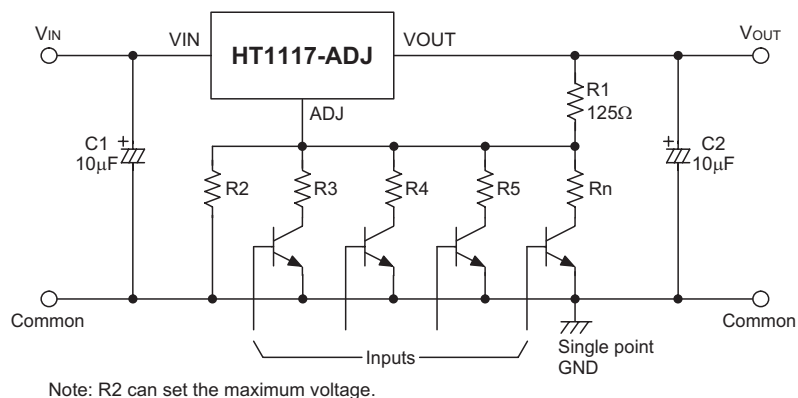 VIN
VIN
HT1117-ADJ
VOUT
VOUT
ADJ
R1
125Ω
C1
+
10μF
C2
+
10μF
R2
R3
R4
R5
Rn
Common
Common
Inputs
Single point
GND
Note: R2 can set the maximum voltage.